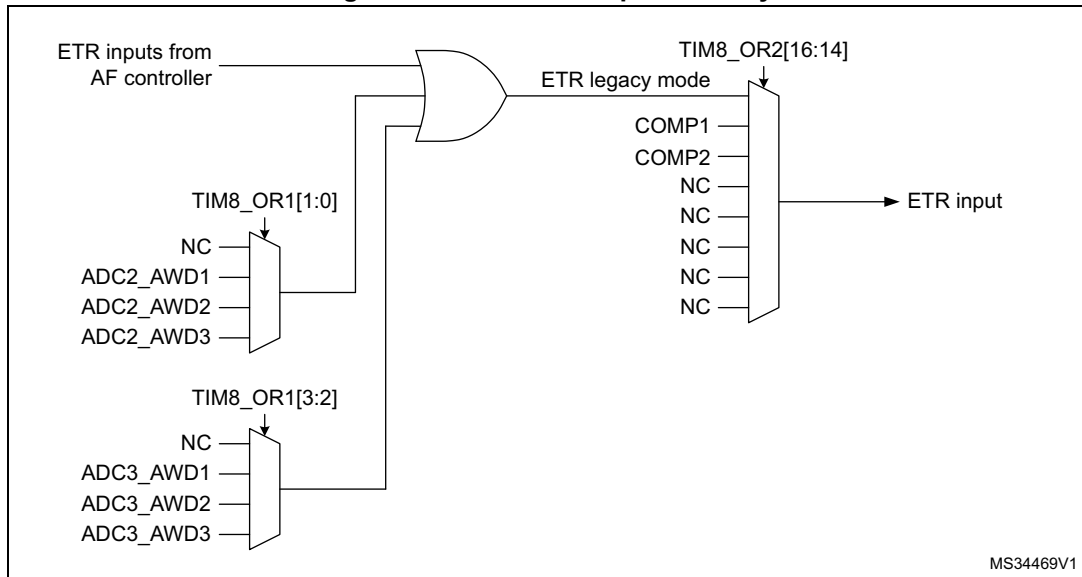 ETR inputs from
AF controller
TIM8_OR2[16:14]
ETR legacy mode
COMP1
COMP2
NC
NC
NC
NC
NC
ETR input
TIM8_OR1[1:0]
NC
ADC2_AWD1
ADC2_AWD2
ADC2_AWD3
TIM8_OR1[3:2]
NC
ADC3_AWD1
ADC3_AWD2
ADC3_AWD3
MS34469V1